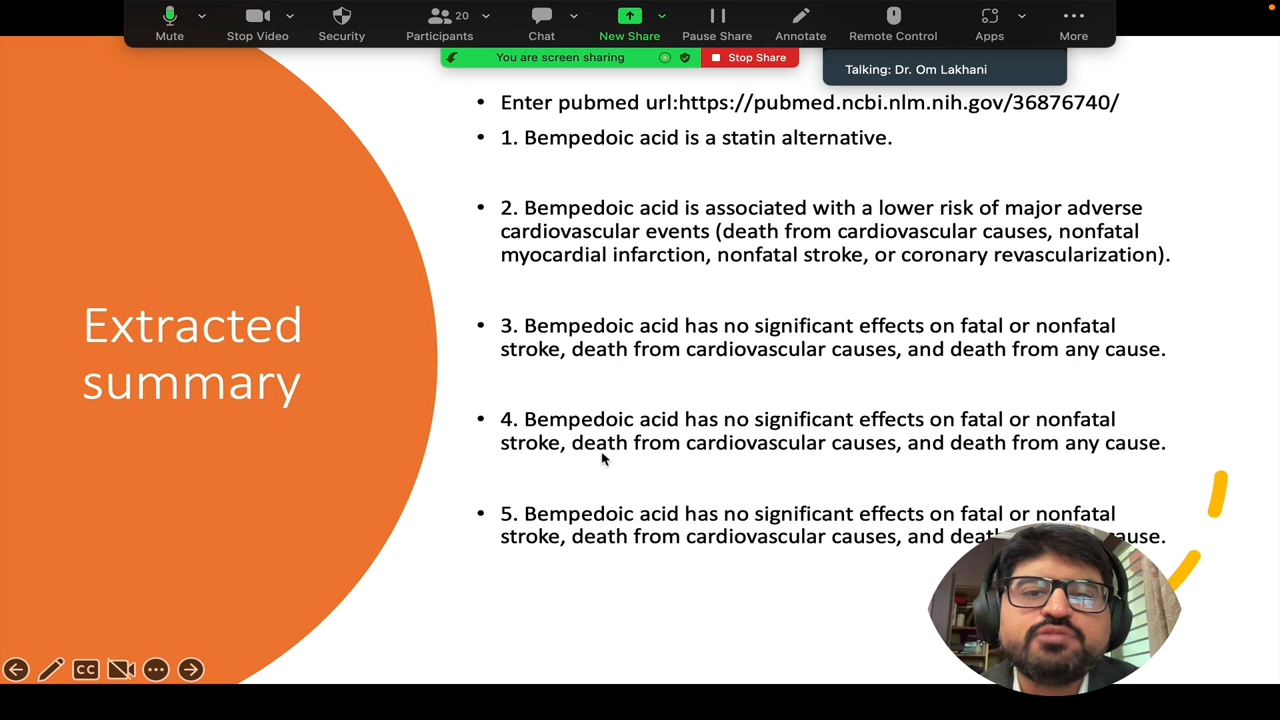 Mute
Stop Video
Security
20
Participants
Chat
New Share
Pause Share
Annotate
Remote Control
Apps
More
You are screen sharing
Stop Share
Talking: Dr. Om Lakhani
Extracted
summary
• Enter pubmed url:https://pubmed.ncbi.nlm.nih.gov/36876740/
• 1. Bempedoic acid is a statin alternative.
• 2. Bempedoic acid is associated with a lower risk of major adverse
cardiovascular events (death from cardiovascular causes, nonfatal
myocardial infarction, nonfatal stroke, or coronary revascularization).
• 3. Bempedoic acid has no significant effects on fatal or nonfatal
stroke, death from cardiovascular causes, and death from any cause.
• 4. Bempedoic acid has no significant effects on fatal or nonfatal
stroke, death from cardiovascular causes, and death from any cause.
• 5. Bempedoic acid has no significant effects on fatal or nonfatal
stroke, death from cardiovascular causes, and
CC